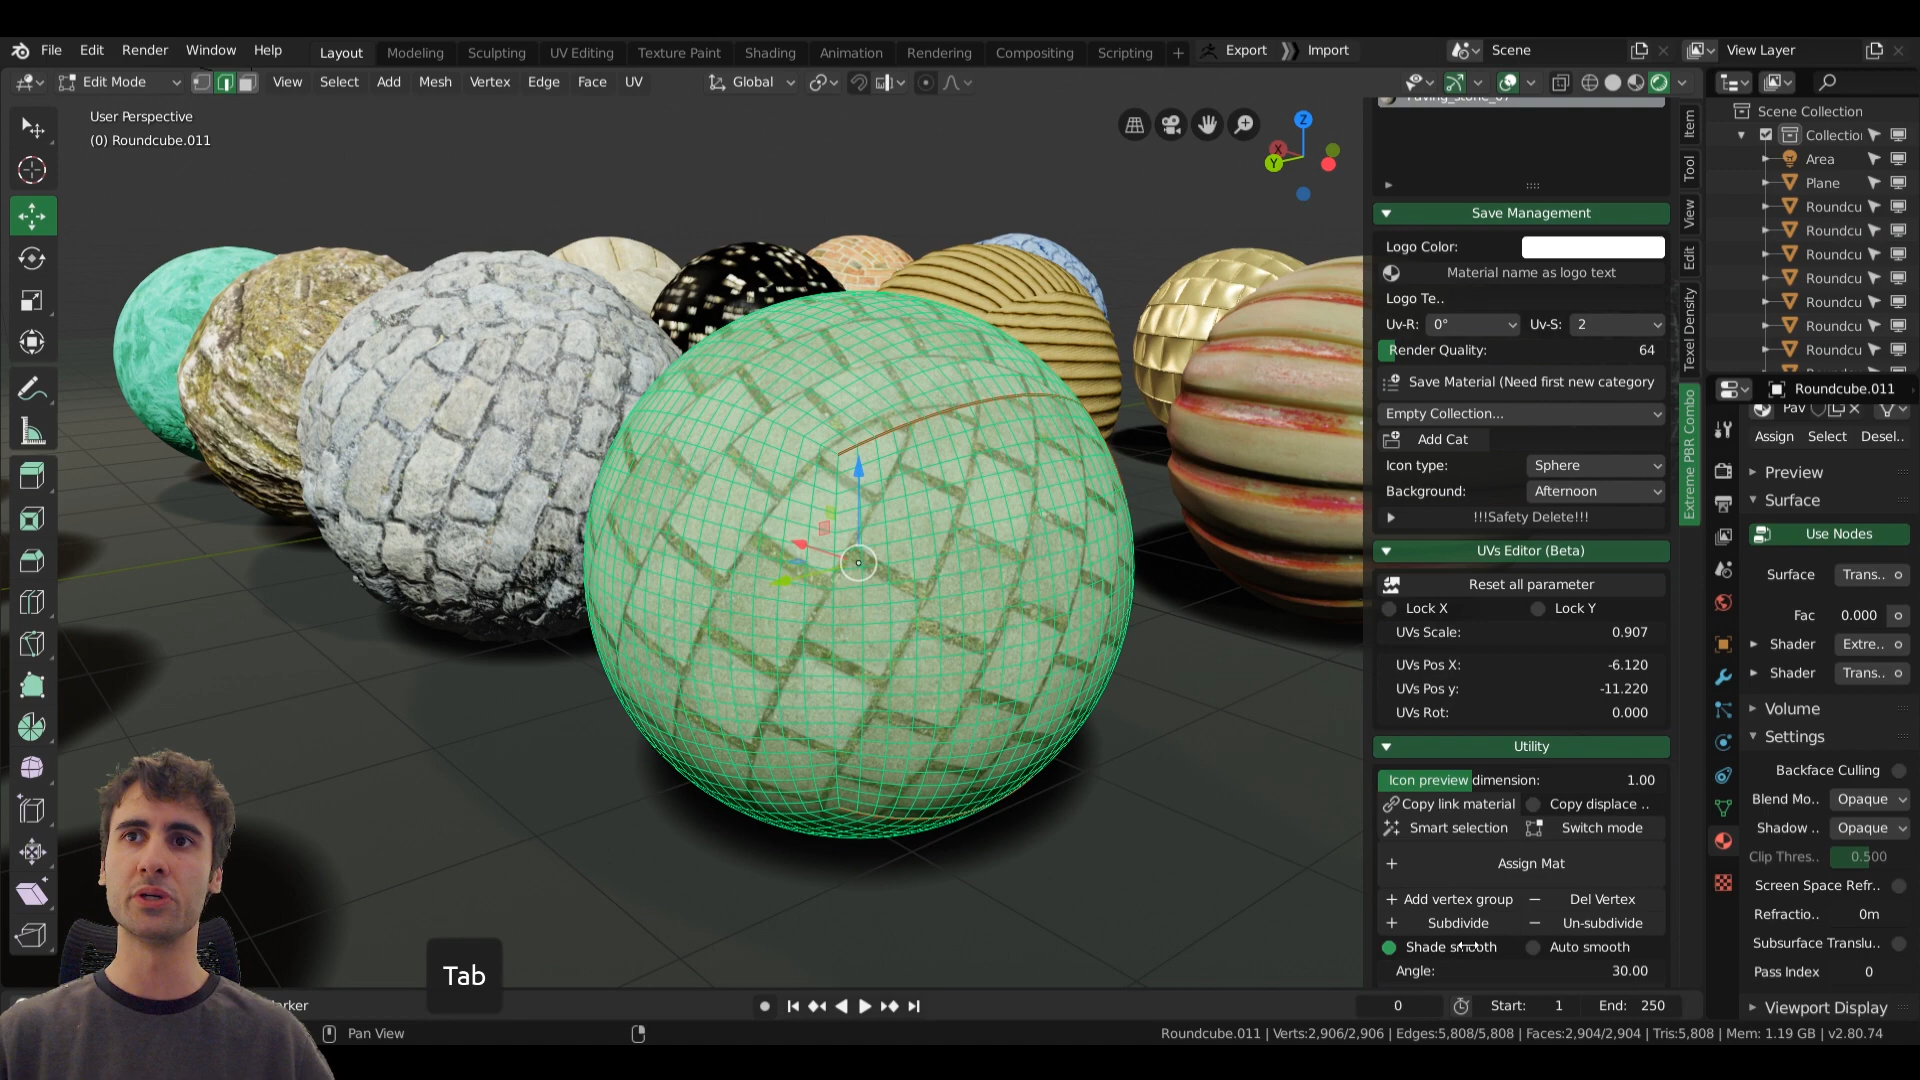 File Edit Render Window Help Layout Modeling Sculpting UV Editing Texture Paint Shading Animation Rendering Compositing Scripting + Export Import Scene View Layer
Edit Mode View Select Add Mesh Vertex Edge Face UV Global
User Perspective
(0) Roundcube.011
Z
X
Y
Save Management
Logo Color:
Material name as logo text
Logo Te..
Uv-R: 0° Uv-S: 2
Render Quality: 64
Save Material (Need first new category
Empty Collection...
Add Cat
Icon type: Sphere
Background: Afternoon
!!!Safety Delete!!!
UVs Editor (Beta)
Reset all parameter
Lock X Lock Y
UVs Scale: 0.907
UVs Pos X: -6.120
UVs Pos y: -11.220
UVs Rot: 0.000
Utility
Icon preview dimension: 1.00
Copy link material Copy displace ..
Smart selection Switch mode
Assign Mat
Add vertex group Del Vertex
Subdivide Un-subdivide
Shade smooth Auto smooth
Angle: 30.00
Item
Tool
View
Edit
Texel Density
Extreme PBR Combo
Scene Collection
Collectio
Area
Plane
Roundcu
Roundcu
Roundcu
Roundcu
Roundcu
Roundcu
Roundcu
Roundcube.011
Pav
Assign Select Desel..
Preview
Surface
Use Nodes
Surface Trans..
Fac 0.000
Shader Extre..
Shader Trans..
Volume
Settings
Backface Culling
Blend Mo.. Opaque
Shadow .. Opaque
Clip Thres.. 0.500
Screen Space Refr..
Refractio.. 0m
Subsurface Translu..
Pass Index 0
Viewport Display
Tab
arker
0 Start: 1 End: 250
Pan View
Roundcube.011 | Verts:2,906/2,906 | Edges:5,808/5,808 | Faces:2,904/2,904 | Tris:5,808 | Mem: 1.19 GB | v2.80.74